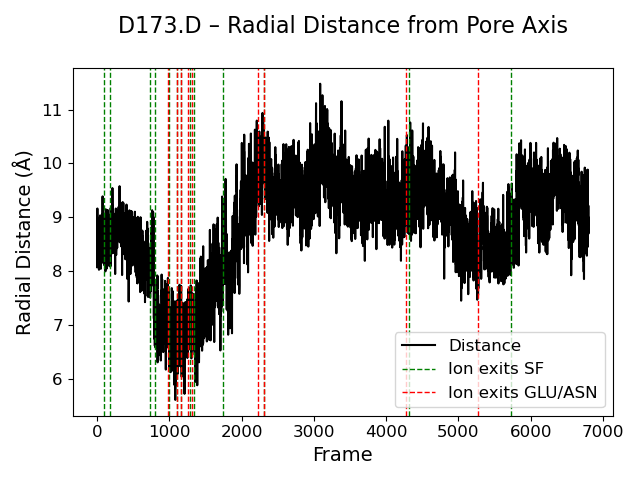 D173.D – Radial Distance from Pore Axis
Radial Distance (Å)
11
10
9
8
7
6
0
1000
2000
3000
4000
5000
6000
7000
Frame
Distance
Ion exits SF
Ion exits GLU/ASN